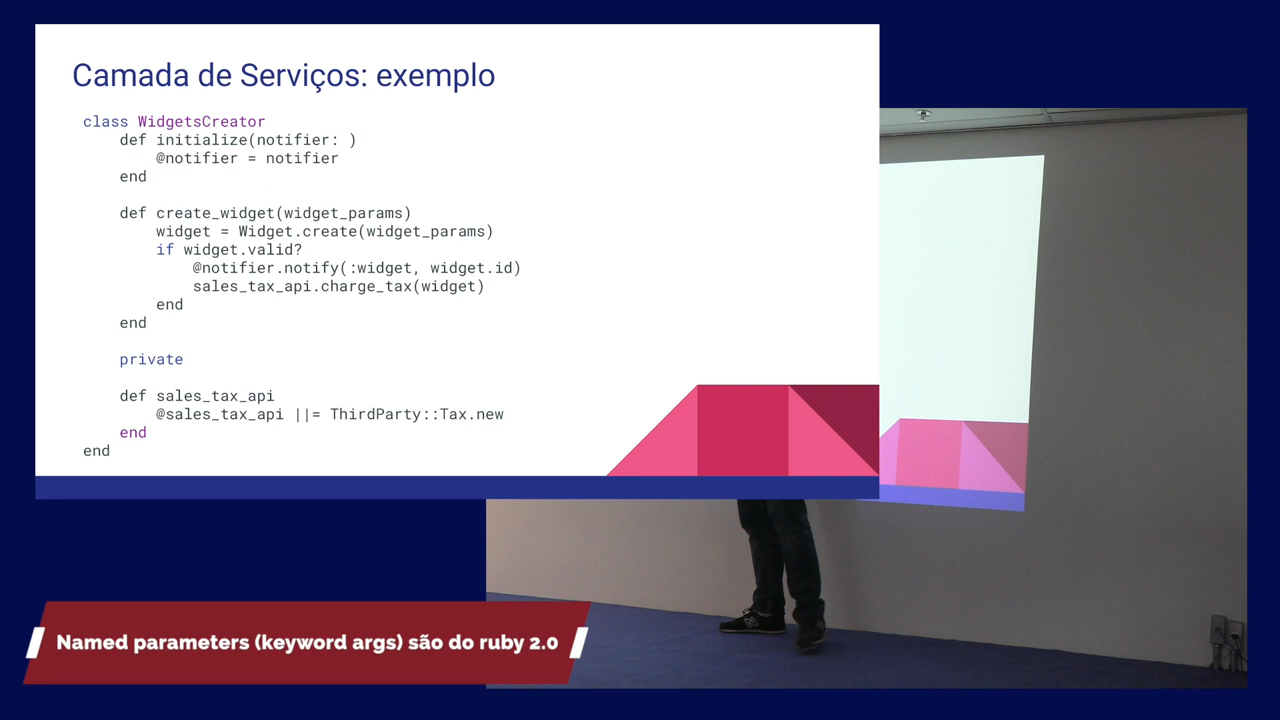 Camada de Serviços: exemplo
class WidgetsCreator
def initialize(notifier: )
@notifier = notifier
end
def create_widget(widget_params)
widget = Widget.create(widget_params)
if widget.valid?
@notifier.notify(:widget, widget.id)
sales_tax_api.charge_tax(widget)
end
end
private
def sales_tax_api
@sales_tax_api ||= ThirdParty::Tax.new
end
end
Named parameters (keyword args) são do ruby 2.0